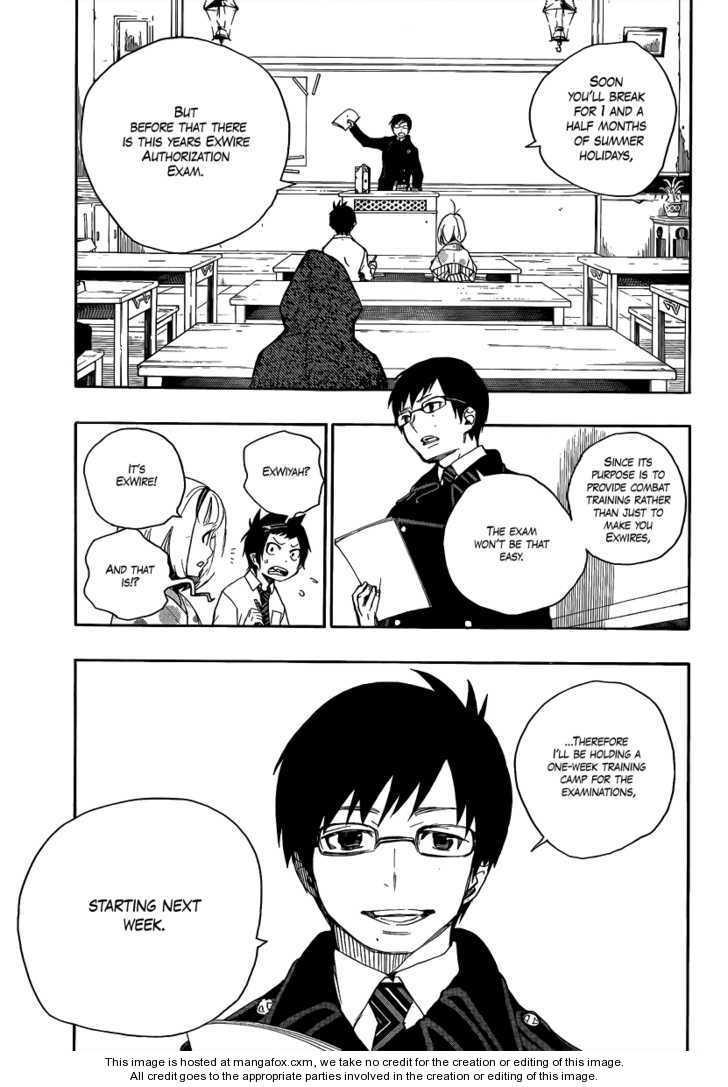 SOON
YOU'LL BREAK
FOR 1 AND A
HALF MONTHS
OF SUMMER
HOLIDAYS,
BUT
BEFORE THAT THERE
IS THIS YEARS EXWIRE
AUTHORIZATION
EXAM.
SINCE ITS
PURPOSE IS TO
PROVIDE COMBAT
TRAINING RATHER
THAN JUST TO
MAKE YOU
EXWIRES,
THE EXAM
WON'T BE THAT
EASY.
EXWIYAH?
IT'S
EXWIRE!
AND THAT
IS!?
...THEREFORE
I'LL BE HOLDING A
ONE-WEEK TRAINING
CAMP FOR THE
EXAMINATIONS,
STARTING NEXT
WEEK.
This image is hosted at mangafox.cxm, we take no credit for the creation or editing of this image.
All credit goes to the appropriate parties involved in the creation or editing of this image.